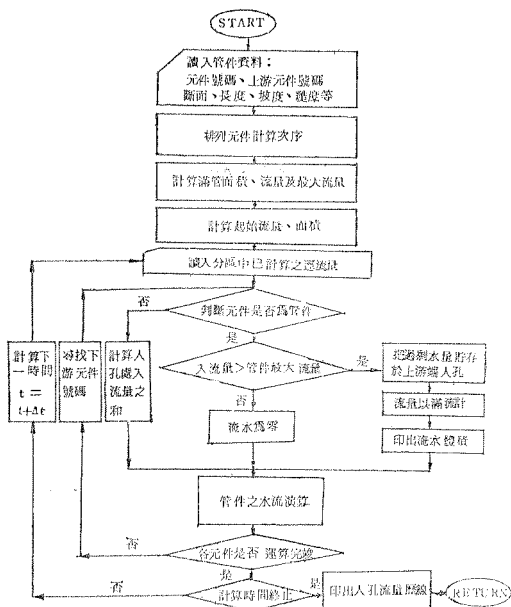 START
讀入管件資料：
元件號碼、上游元件號碼
斷面、長度、坡度、糙度等
排列元件計算次序
計算滿管面積、流量及最大流量
計算起始流量、面積
讀入分區中已計算之逕流量
否
判斷元件是否為管件
是
計算下
一時間
t =
t+Δt
尋找下
游元件
號碼
計算人
孔處入
流量之
和
入流量>管件最大流量
是
把過剩水量貯存
於上游端人孔
否
流量以滿流計
流水為零
印出流水體積
管件之水流演算
否
各元件是否運算完竣
是
否
計算時間終止
是
印出人孔流量歷線
RETURN